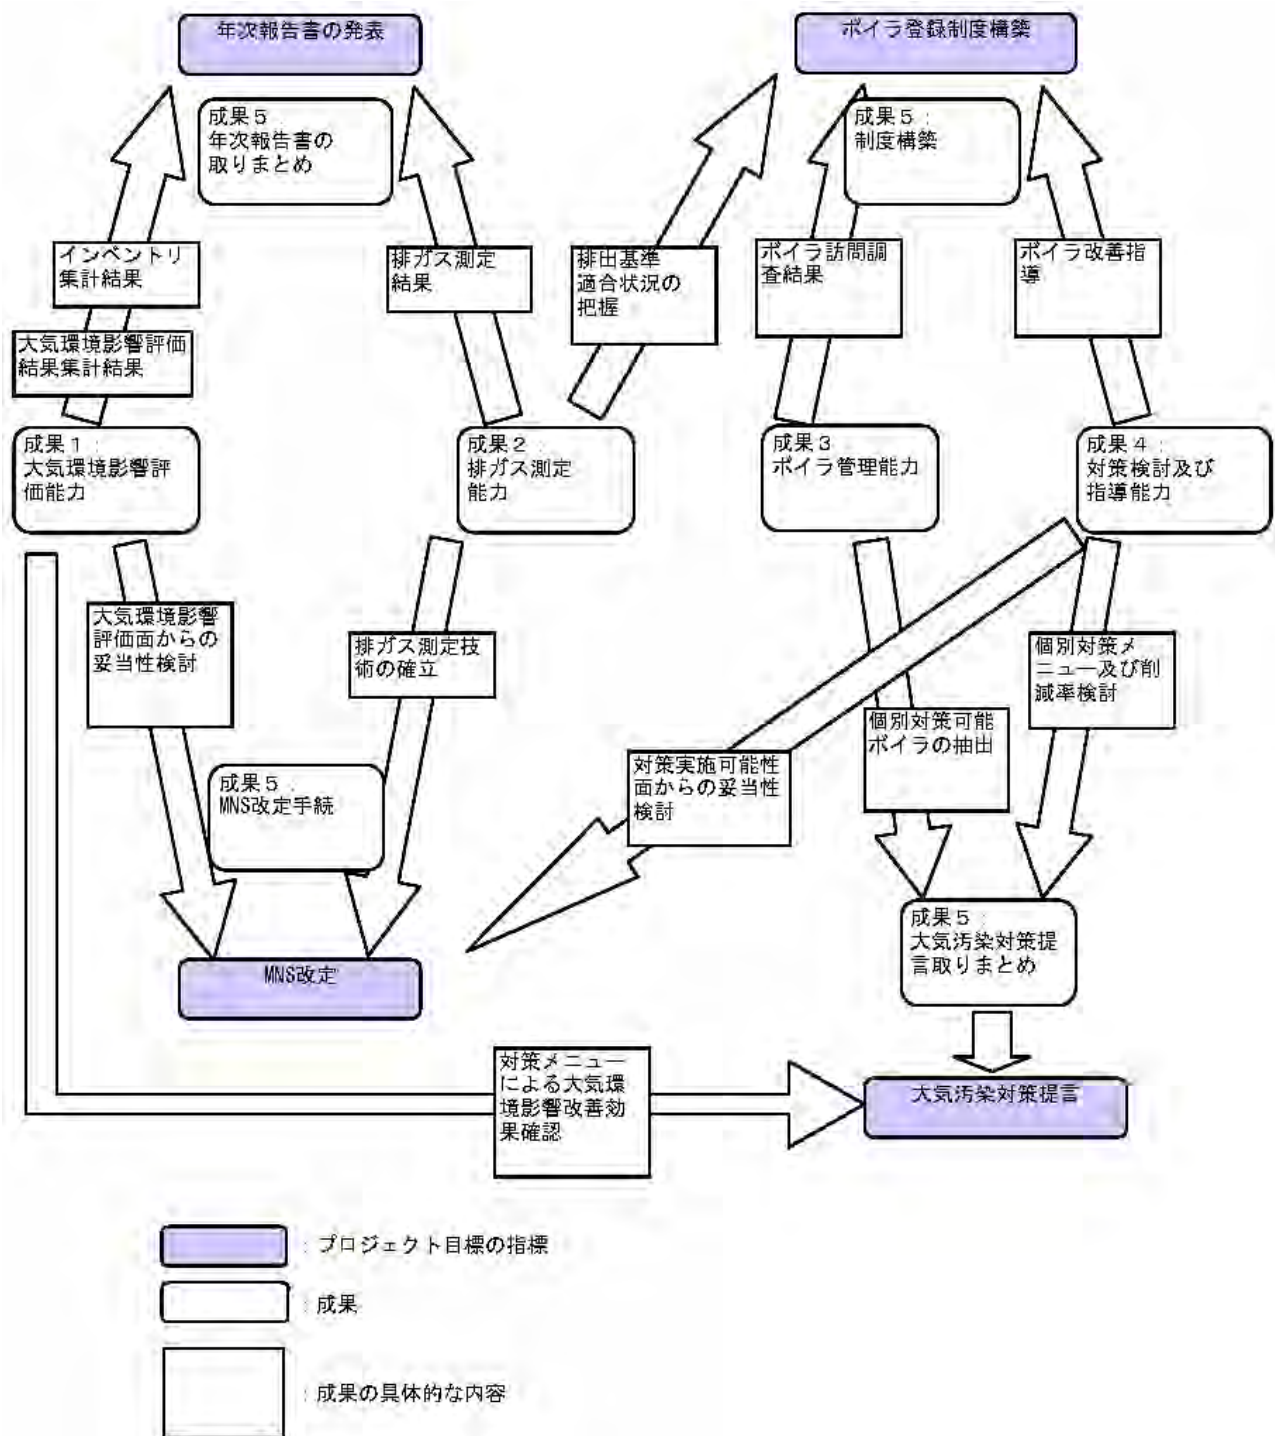 年次報告書の発表
ボイラ登録制度構築
成果５：
年次報告書の
取りまとめ
成果５：
制度構築
インベントリ
集計結果
排ガス測定
結果
排出基準
適合状況の
把握
ボイラ訪問調
査結果
ボイラ改善指
導
大気環境影響評価
結果集計結果
成果１：
大気環境影響評
価能力
成果２：
排ガス測定
能力
成果３：
ボイラ管理能力
成果４：
対策検討及び
指導能力
大気環境影響
評価面からの
妥当性検討
排ガス測定技
術の確立
個別対策メ
ニュー及び削
減率検討
個別対策可能
ボイラの抽出
対策実施可能性
面からの妥当性
検討
成果５：
MNS改定手続
成果５：
大気汚染対策提
言取りまとめ
MNS改定
対策メニュー
による大気環
境影響改善効
果確認
大気汚染対策提言
：プロジェクト目標の指標
：成果
：成果の具体的な内容